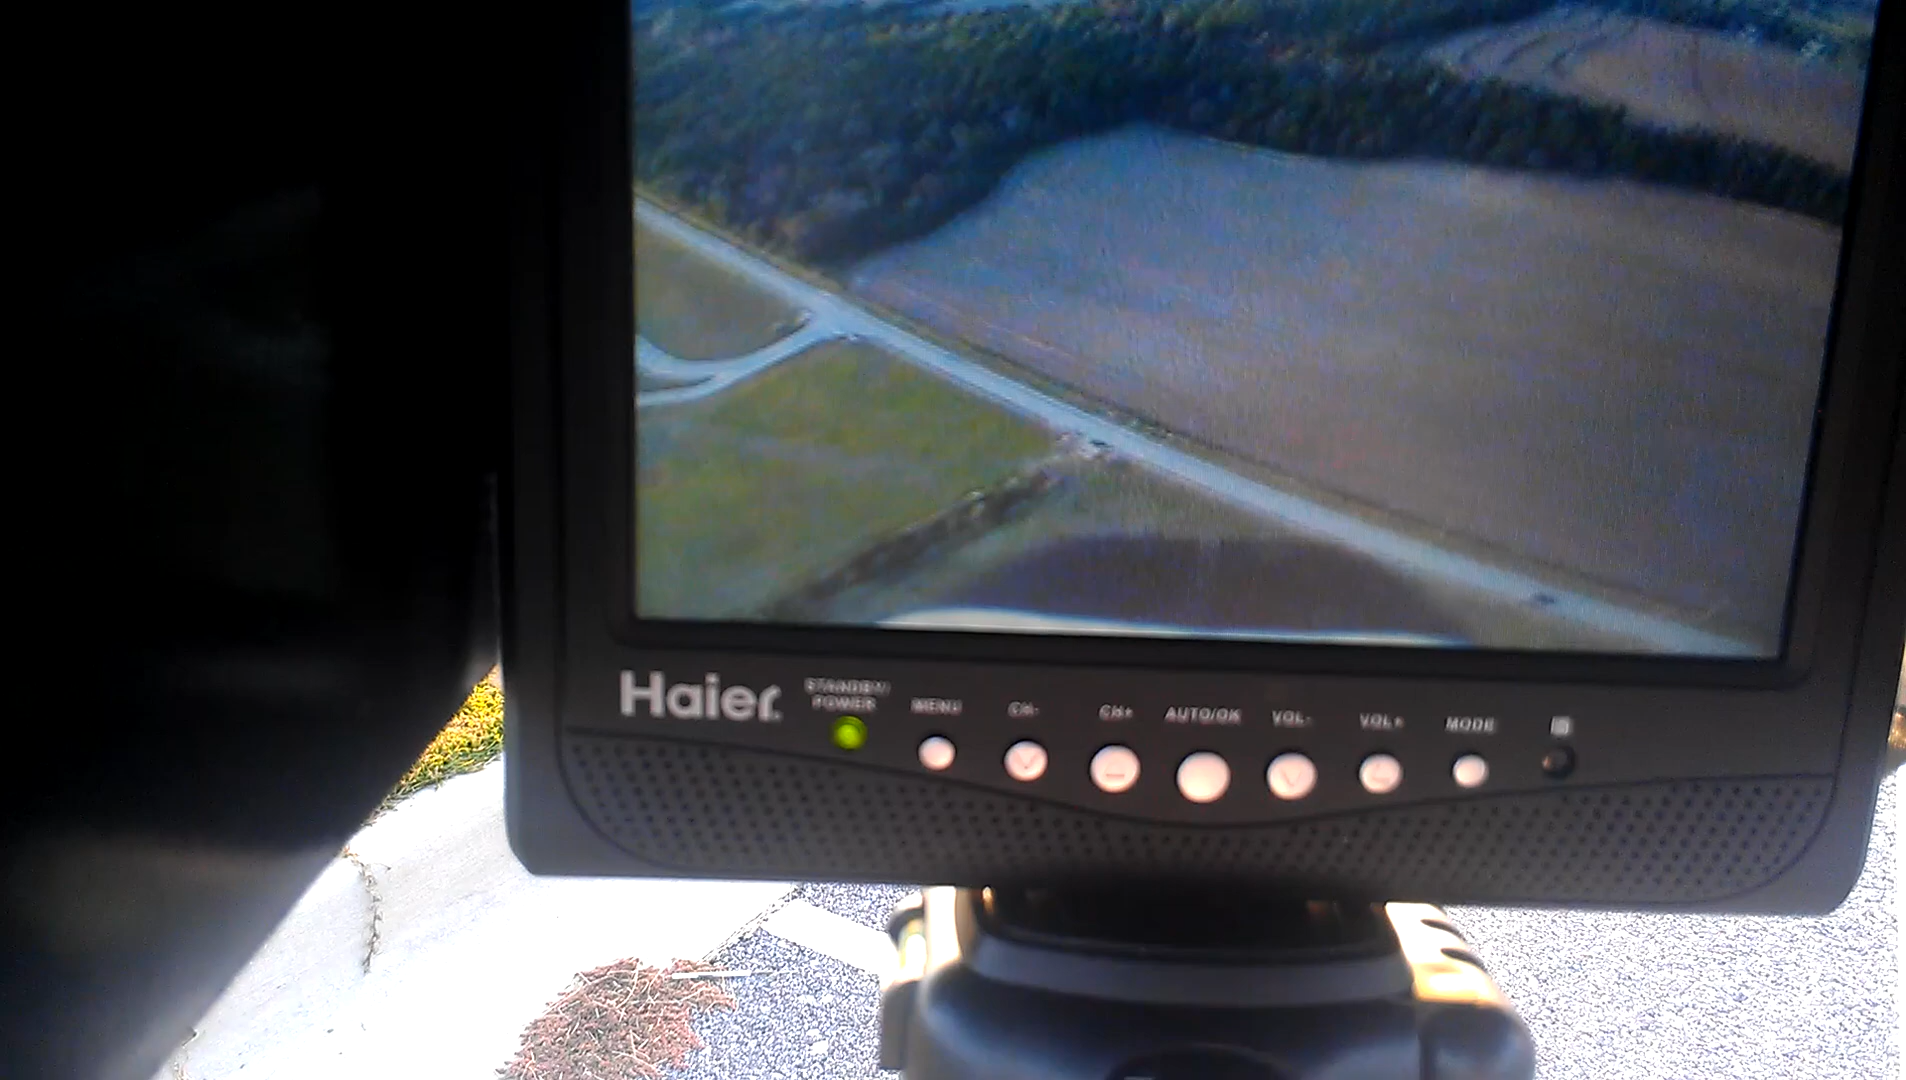 Haier
STANDBY/
POWER
MENU
CH-
CH+
AUTO/OK
VOL-
VOL+
MODE